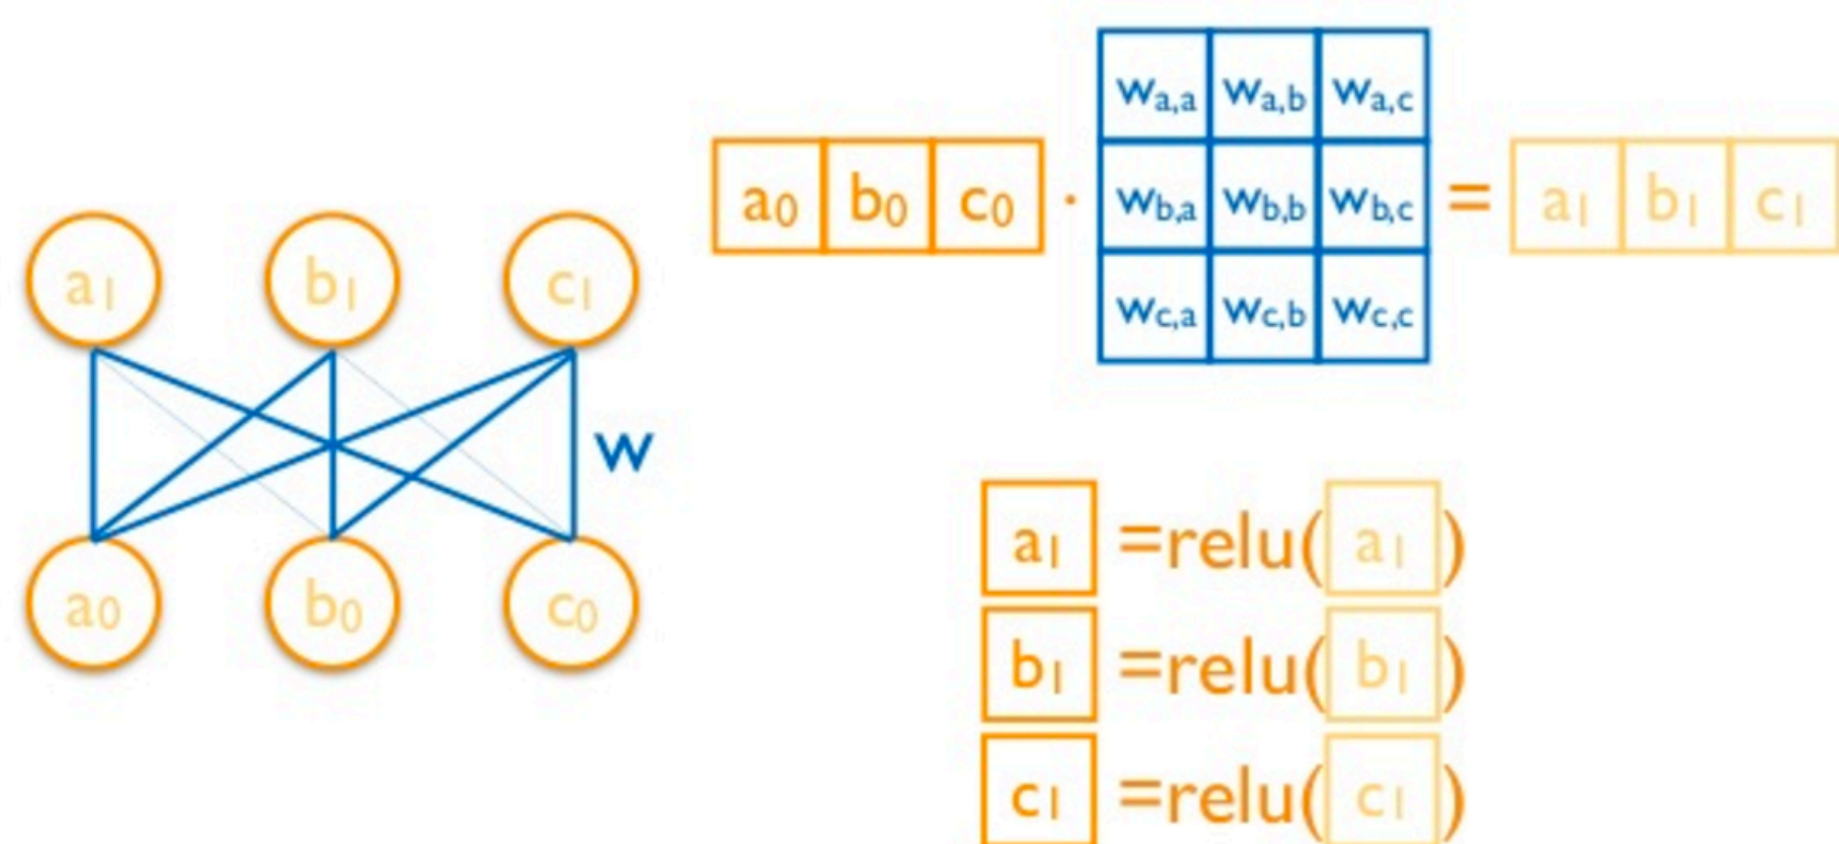 a1 b1 c1
w
a0 b0 c0
a0 b0 c0 · = a1 b1 c1
wa,a wa,b wa,c
wb,a wb,b wb,c
wc,a wc,b wc,c
a1 =relu( a1 )
b1 =relu( b1 )
c1 =relu( c1 )